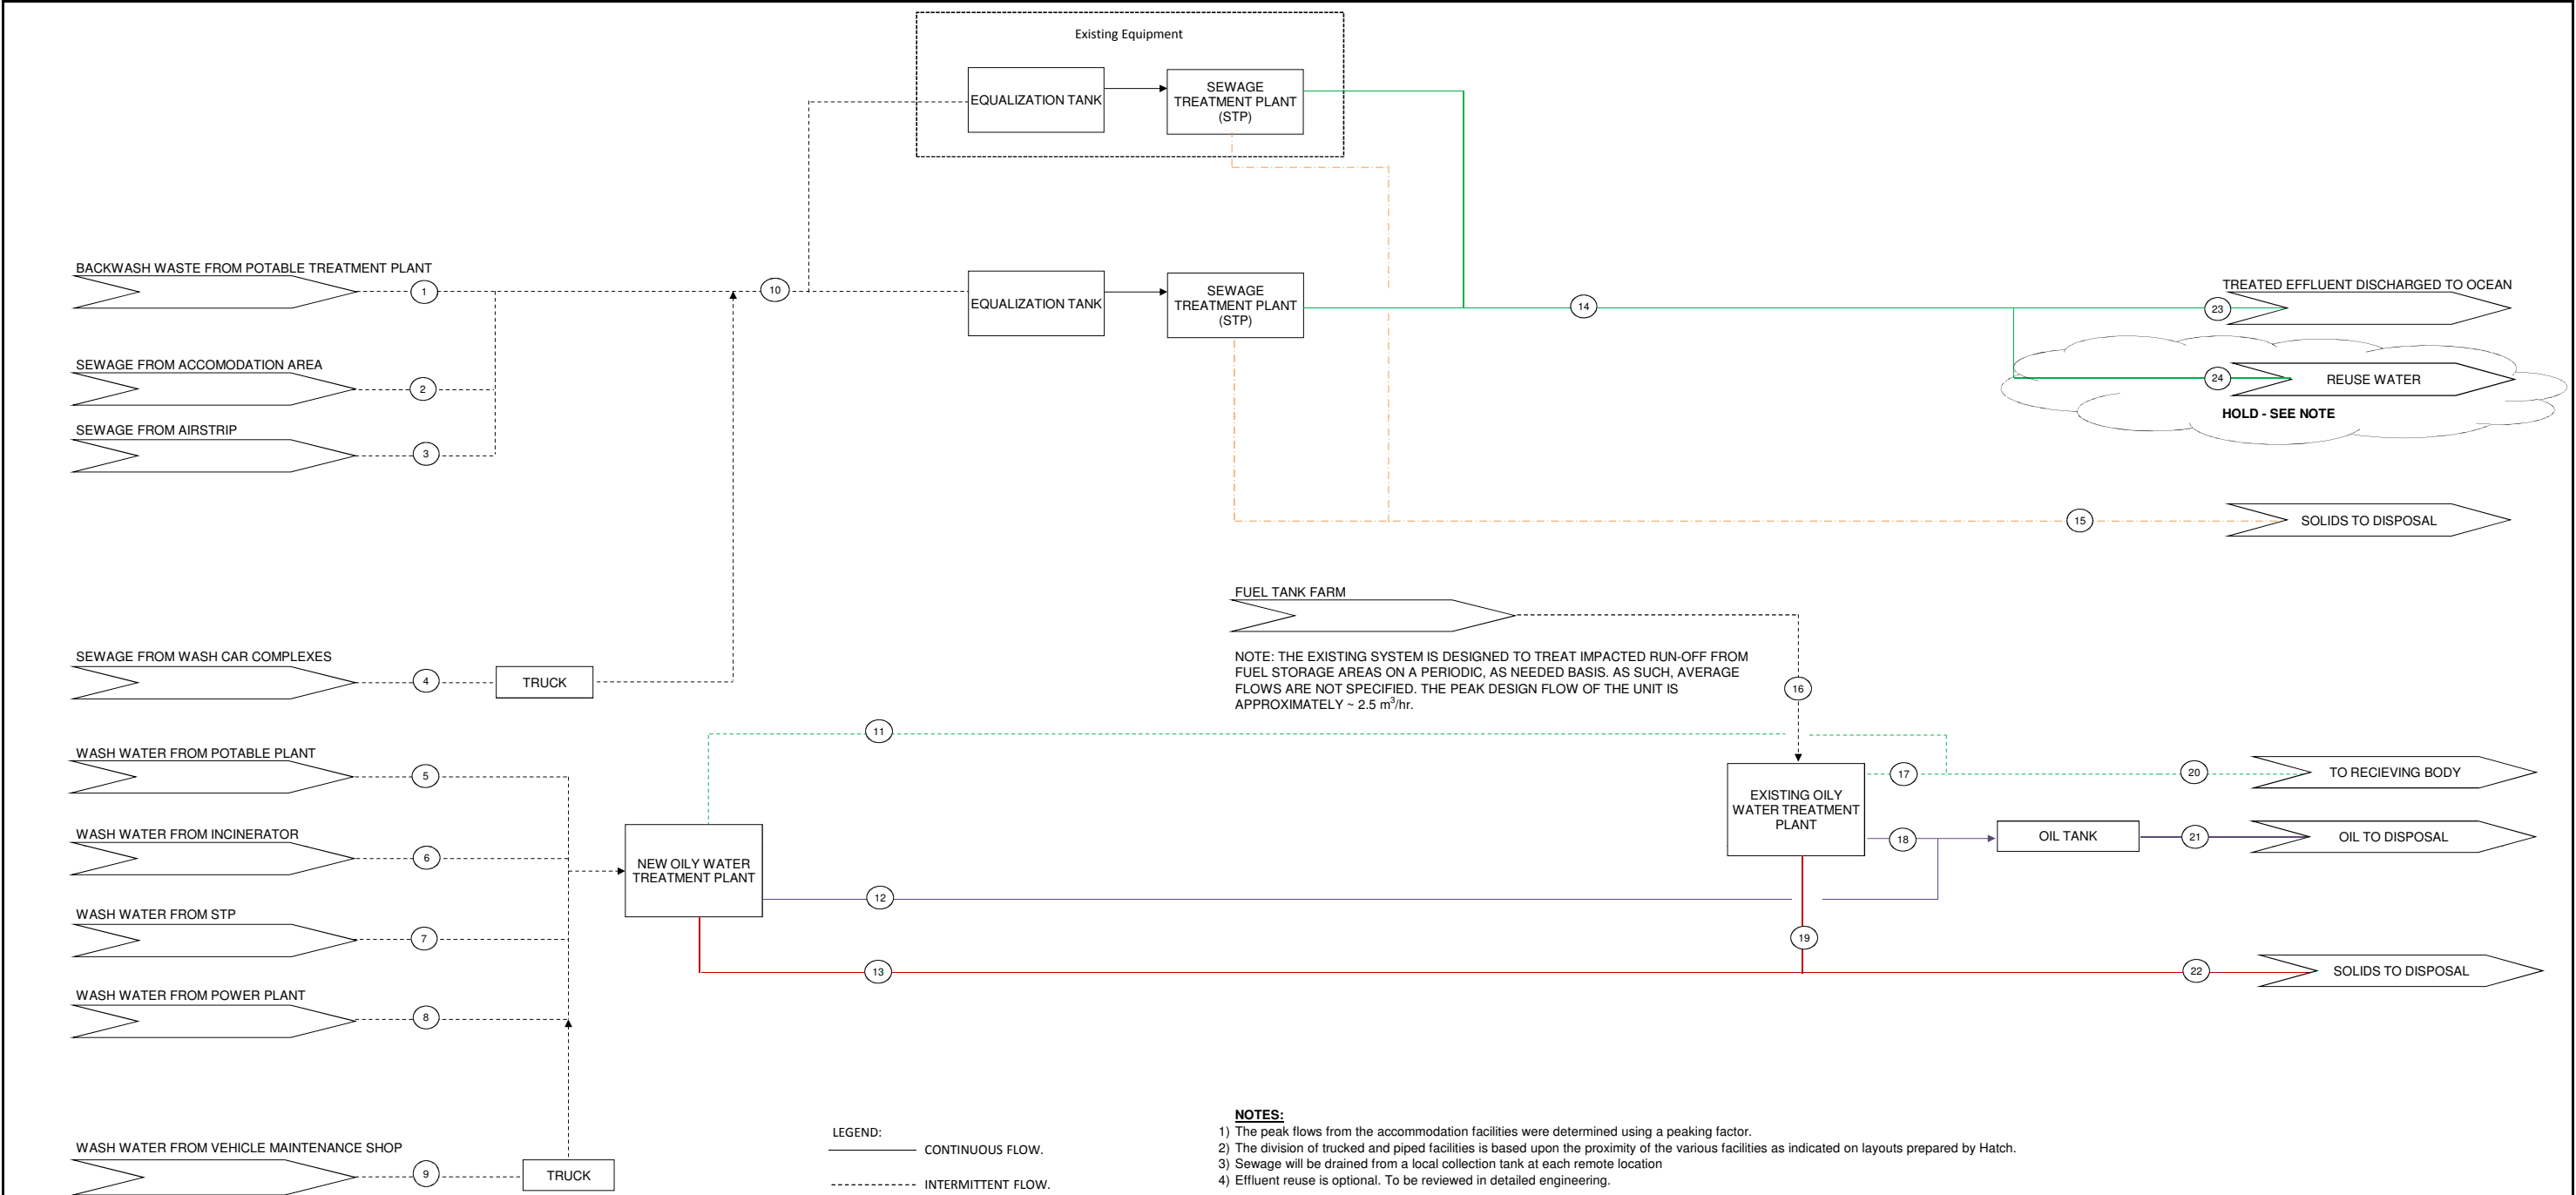 Existing Equipment
EQUALIZATION TANK
SEWAGE
TREATMENT PLANT
(STP)
BACKWASH WASTE FROM POTABLE TREATMENT PLANT
1
10
EQUALIZATION TANK
SEWAGE
TREATMENT PLANT
(STP)
14
TREATED EFFLUENT DISCHARGED TO OCEAN
23
SEWAGE FROM ACCOMODATION AREA
2
24
REUSE WATER
HOLD - SEE NOTE
SEWAGE FROM AIRSTRIP
3
15
SOLIDS TO DISPOSAL
FUEL TANK FARM
NOTE: THE EXISTING SYSTEM IS DESIGNED TO TREAT IMPACTED RUN-OFF FROM
FUEL STORAGE AREAS ON A PERIODIC, AS NEEDED BASIS. AS SUCH, AVERAGE
FLOWS ARE NOT SPECIFIED. THE PEAK DESIGN FLOW OF THE UNIT IS
APPROXIMATELY ~ 2.5 m³/hr.
16
SEWAGE FROM WASH CAR COMPLEXES
4
TRUCK
11
WASH WATER FROM POTABLE PLANT
5
17
20
TO RECIEVING BODY
EXISTING OILY
WATER TREATMENT
PLANT
WASH WATER FROM INCINERATOR
6
18
OIL TANK
21
OIL TO DISPOSAL
NEW OILY WATER
TREATMENT PLANT
12
WASH WATER FROM STP
7
19
13
22
SOLIDS TO DISPOSAL
WASH WATER FROM POWER PLANT
8
WASH WATER FROM VEHICLE MAINTENANCE SHOP
9
TRUCK
LEGEND:
CONTINUOUS FLOW.
INTERMITTENT FLOW.
NOTES:
1) The peak flows from the accommodation facilities were determined using a peaking factor.
2) The division of trucked and piped facilities is based upon the proximity of the various facilities as indicated on layouts prepared by Hatch.
3) Sewage will be drained from a local collection tank at each remote location
4) Effluent reuse is optional. To be reviewed in detailed engineering.